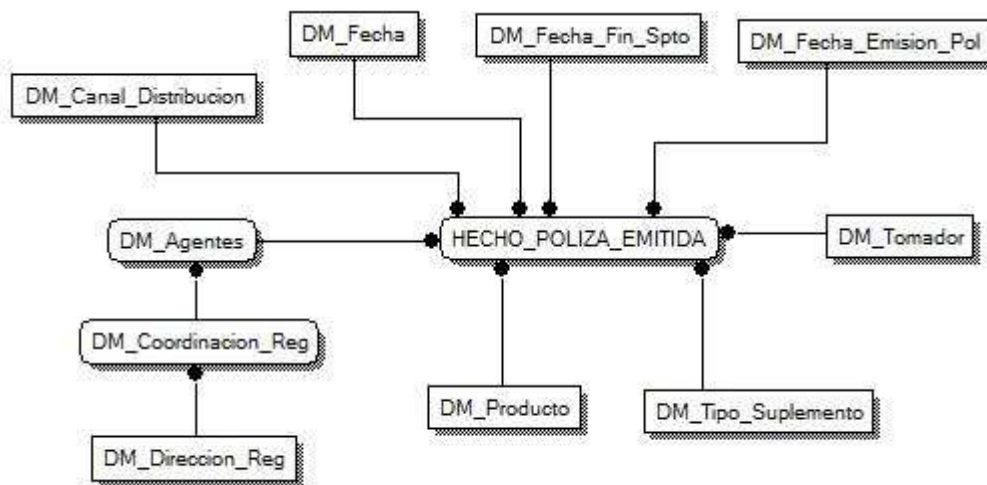 DM_Fecha
DM_Fecha_Fin_Spto
DM_Fecha_Emision_Pol
DM_Canal_Distribucion
DM_Agentes
HECHO_POLIZA_EMITIDA
DM_Tomador
DM_Coordinacion_Reg
DM_Producto
DM_Tipo_Suplemento
DM_Direccion_Reg